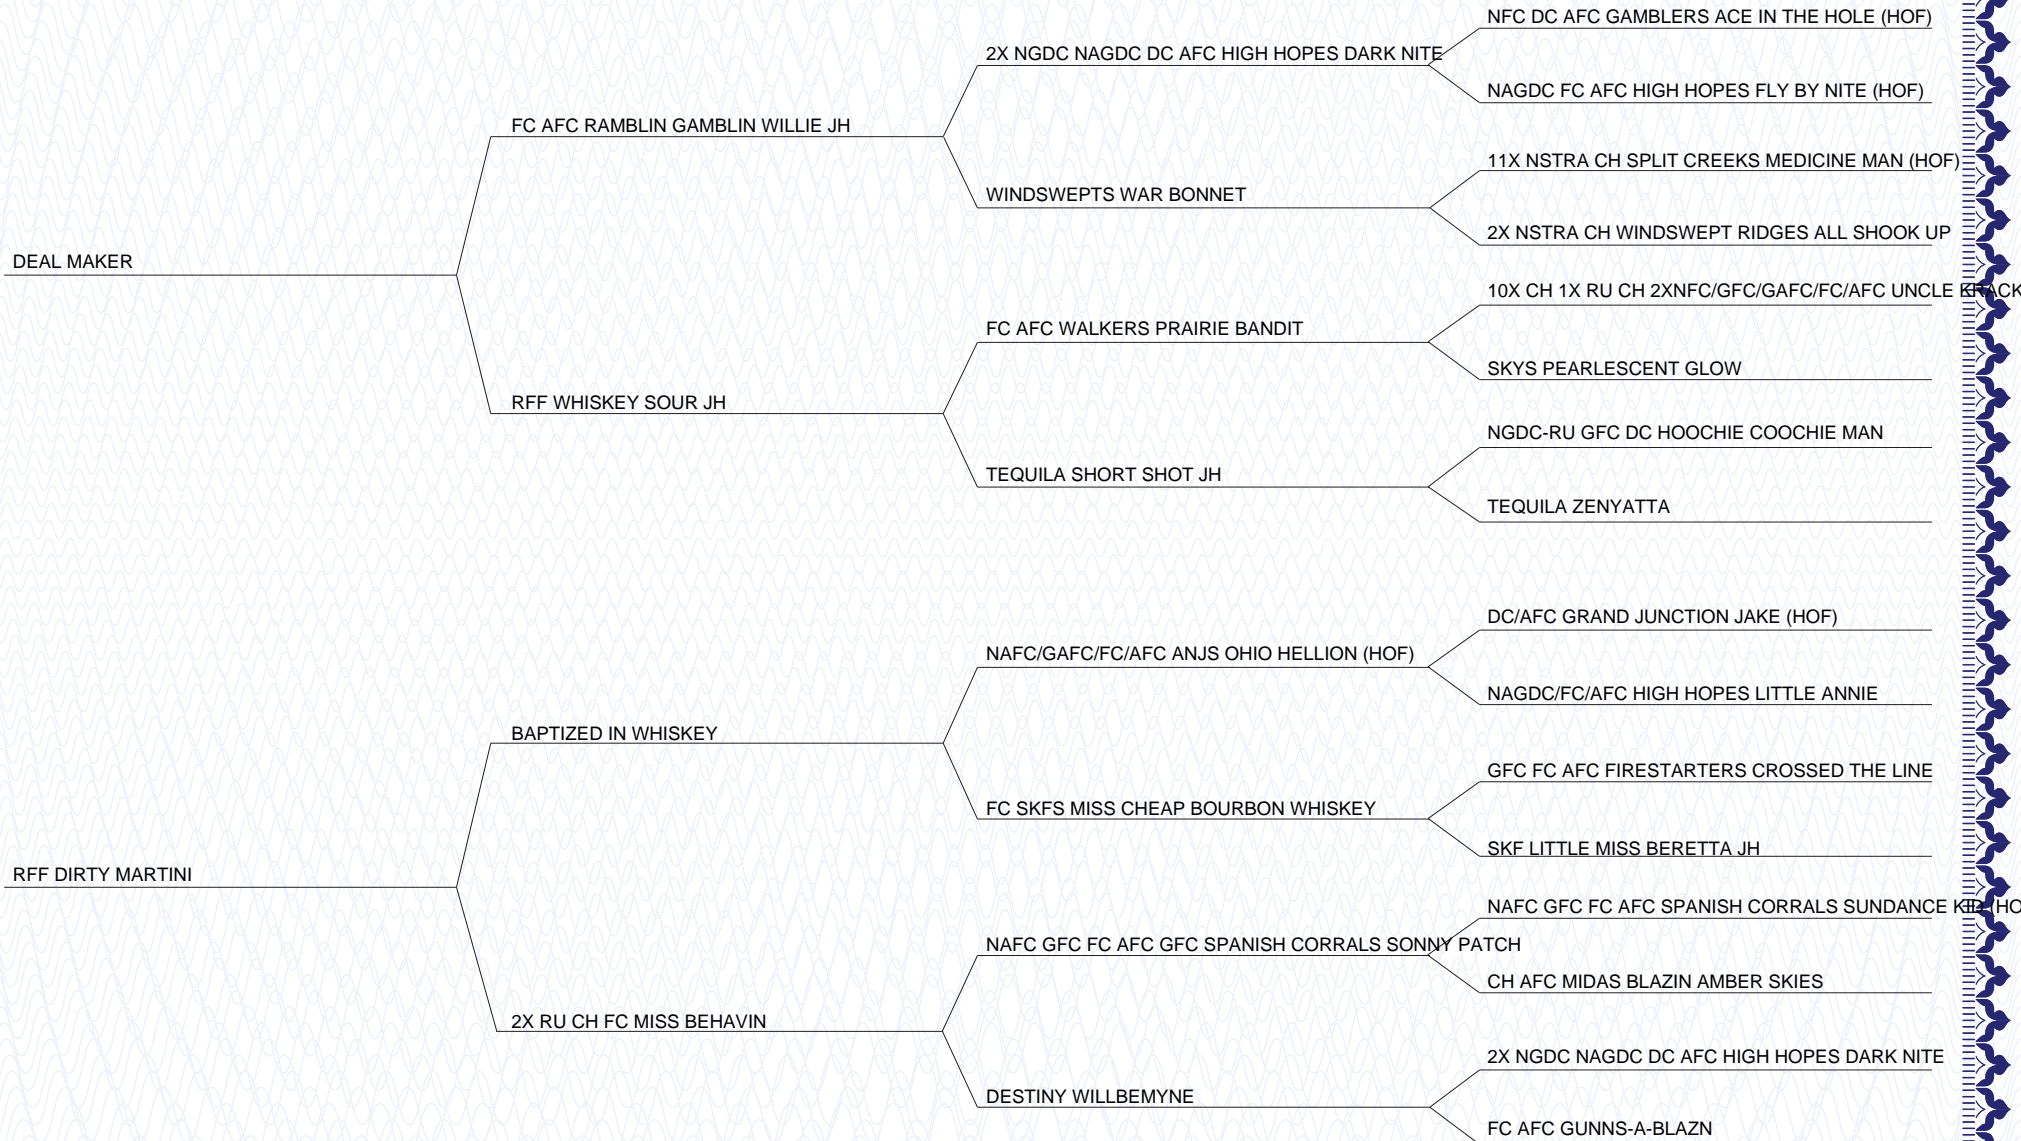 NFC DC AFC GAMBLERS ACE IN THE HOLE (HOF)
2X NGDC NAGDC DC AFC HIGH HOPES DARK NITE
NAGDC FC AFC HIGH HOPES FLY BY NITE (HOF)
FC AFC RAMBLIN GAMBLIN WILLIE JH
11X NSTRA CH SPLIT CREEKS MEDICINE MAN (HOF)
WINDSWEPTS WAR BONNET
2X NSTRA CH WINDSWEPT RIDGES ALL SHOOK UP
DEAL MAKER
10X CH 1X RU CH 2XNFC/GFC/GAFC/FC/AFC UNCLE KRACK
FC AFC WALKERS PRAIRIE BANDIT
SKYS PEARLESCENT GLOW
RFF WHISKEY SOUR JH
NGDC-RU GFC DC HOOCHIE COOCHIE MAN
TEQUILA SHORT SHOT JH
TEQUILA ZENYATTA
DC/AFC GRAND JUNCTION JAKE (HOF)
NAFC/GAFC/FC/AFC ANJS OHIO HELLION (HOF)
NAGDC/FC/AFC HIGH HOPES LITTLE ANNIE
BAPTIZED IN WHISKEY
GFC FC AFC FIRESTARTERS CROSSED THE LINE
FC SKFS MISS CHEAP BOURBON WHISKEY
SKF LITTLE MISS BERETTA JH
RFF DIRTY MARTINI
NAFC GFC FC AFC SPANISH CORRALS SUNDANCE KID (HO
NAFC GFC FC AFC GFC SPANISH CORRALS SONNY PATCH
CH AFC MIDAS BLAZIN AMBER SKIES
2X RU CH FC MISS BEHAVIN
2X NGDC NAGDC DC AFC HIGH HOPES DARK NITE
DESTINY WILLBEMYNE
FC AFC GUNNS-A-BLAZN